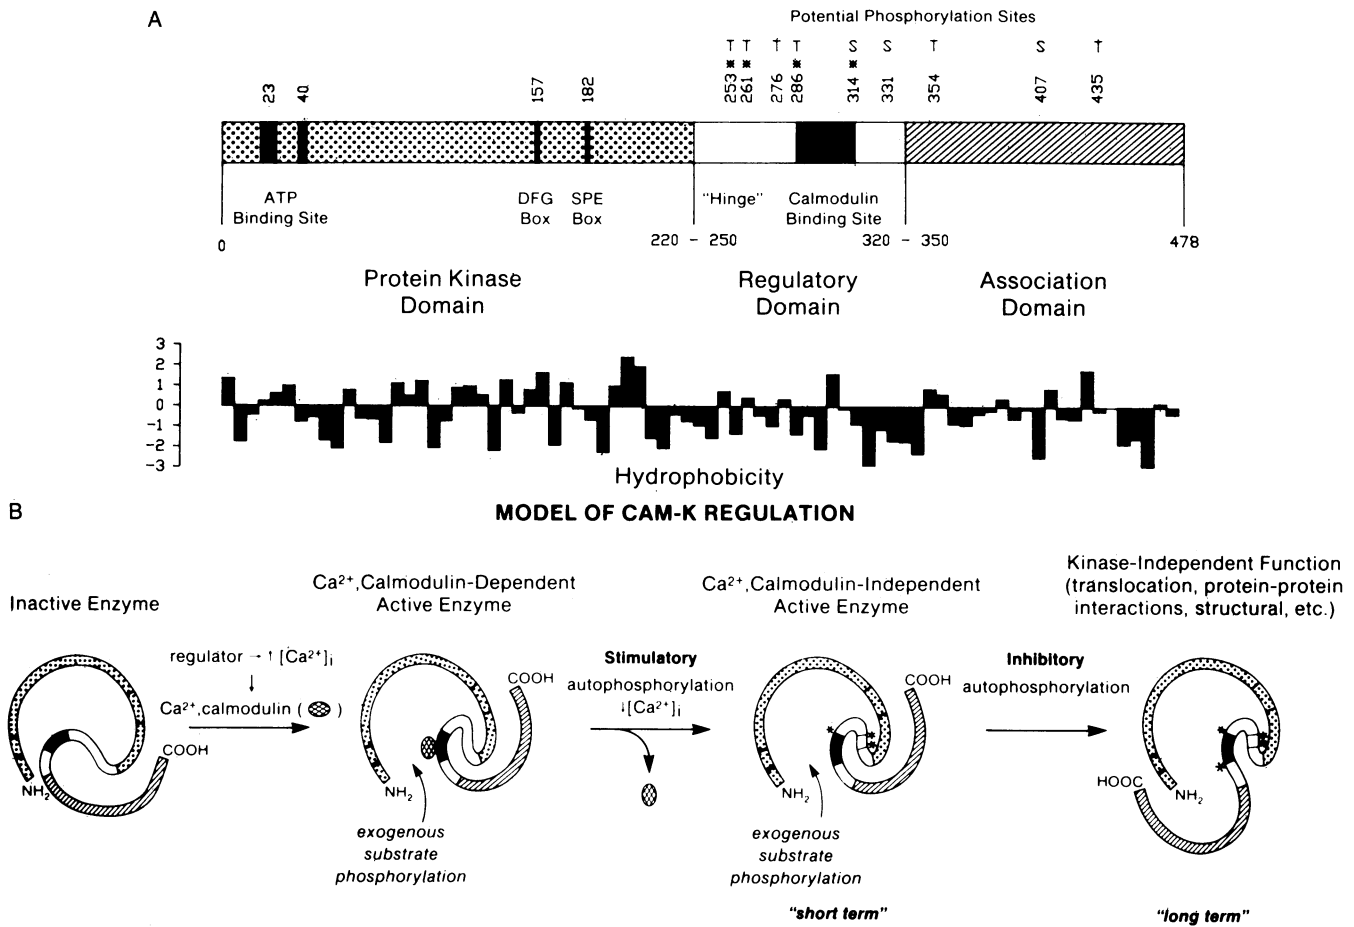 A
Potential Phosphorylation Sites
T T † T S S T S †
* * * *
23 40 157 182 253 261 276 286 314 331 354 407 435
ATP
Binding Site
DFG
Box
SPE
Box
"Hinge"
Calmodulin
Binding Site
0 220 - 250 320 - 350 478
Protein Kinase
Domain
Regulatory
Domain
Association
Domain
3
2
1
0
-1
-2
-3
Hydrophobicity
B
MODEL OF CAM-K REGULATION
Inactive Enzyme
regulator → ↑ [Ca²⁺]i
↓
Ca²⁺,calmodulin ( )
COOH
NH₂
Ca²⁺,Calmodulin-Dependent
Active Enzyme
COOH
NH₂
exogenous
substrate
phosphorylation
Stimulatory
autophosphorylation
↓[Ca²⁺]i
Ca²⁺,Calmodulin-Independent
Active Enzyme
COOH
* * *
NH₂
exogenous
substrate
phosphorylation
"short term"
Inhibitory
autophosphorylation
Kinase-Independent Function
(translocation, protein-protein
interactions, structural, etc.)
* * * *
HOOC
NH₂
"long term"